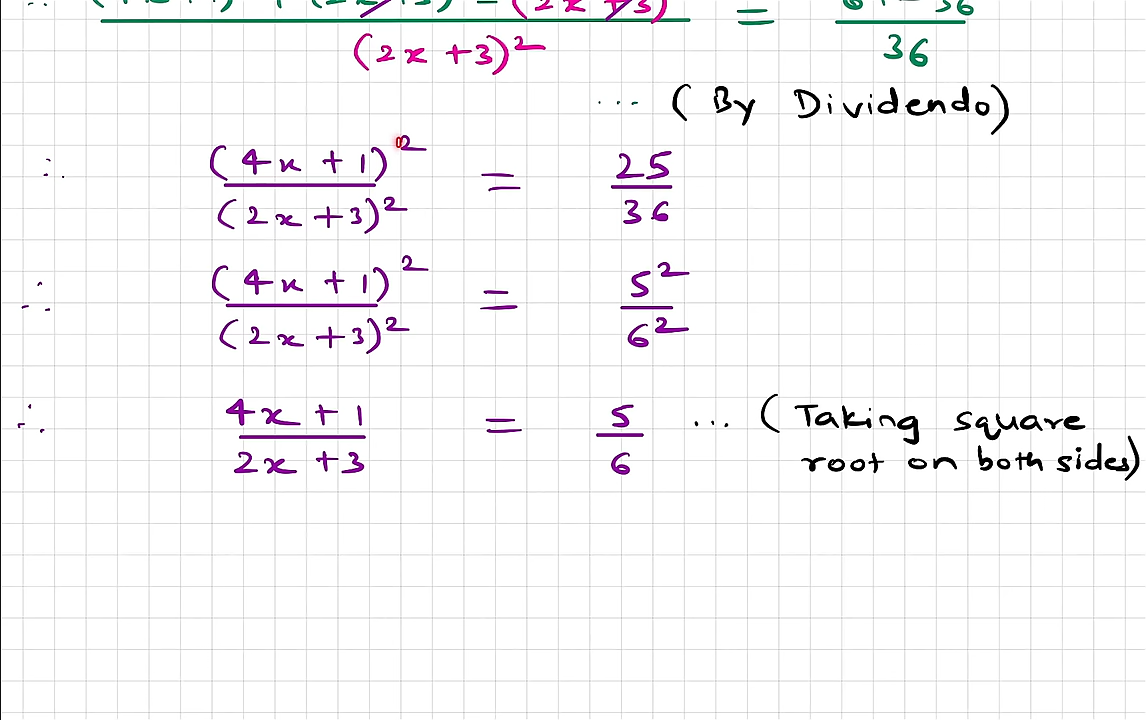 (2x + 3)² = 36
... (By Dividendo)
∴ (4x + 1)² / (2x + 3)² = 25/36
∴ (4x + 1)² / (2x + 3)² = 5²/6²
∴ (4x + 1) / (2x + 3) = 5/6 ... (Taking square
root on both sides)